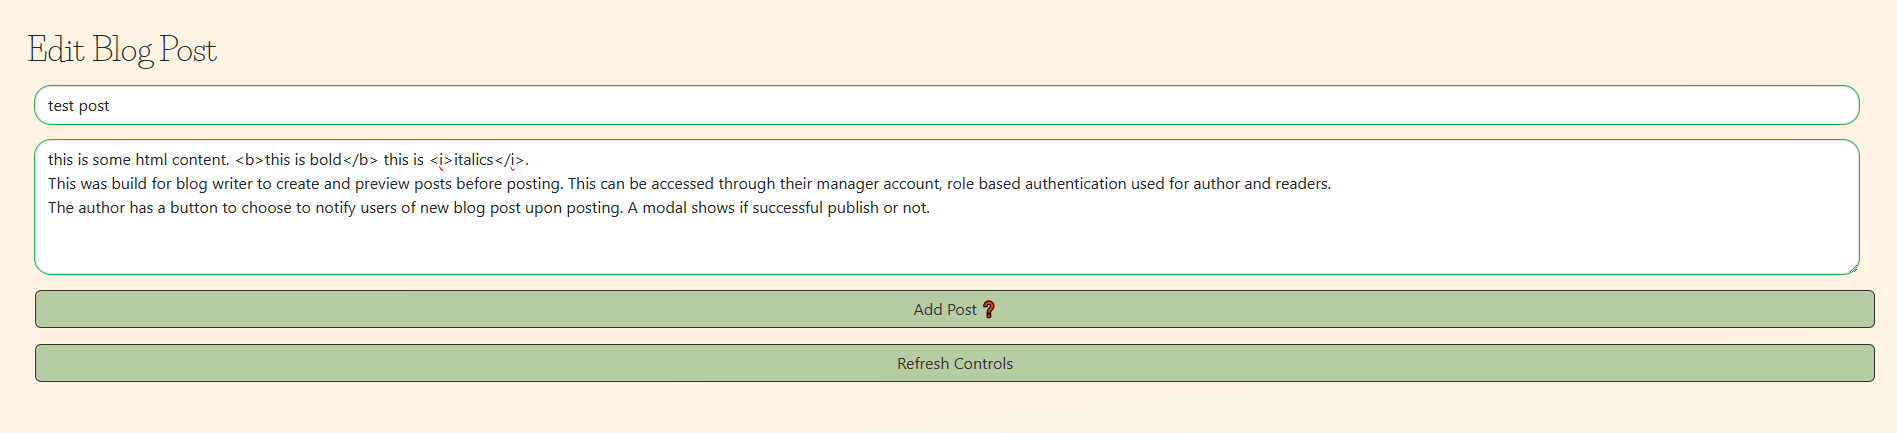 Edit Blog Post
test post
this is some html content. <b>this is bold</b> this is <i>italics</i>.
This was build for blog writer to create and preview posts before posting. This can be accessed through their manager account, role based authentication used for author and readers.
The author has a button to choose to notify users of new blog post upon posting. A modal shows if successful publish or not.
Add Post ❓
Refresh Controls